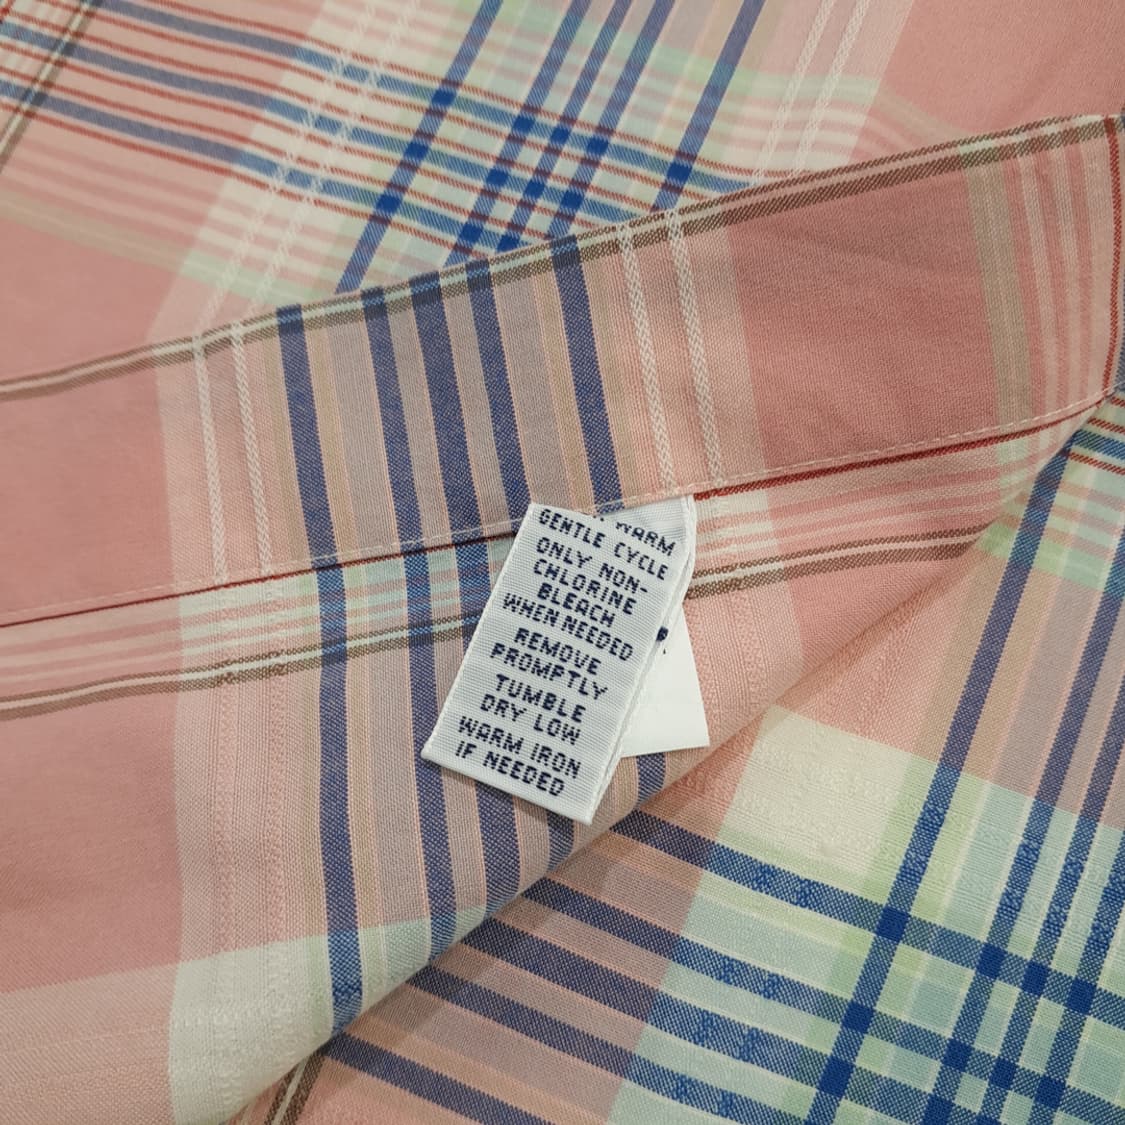 WARM
GENTLE CYCLE
ONLY NON-
CHLORINE
BLEACH
WHEN NEEDED
REMOVE
PROMPTLY
TUMBLE
DRY LOW
WARM IRON
IF NEEDED